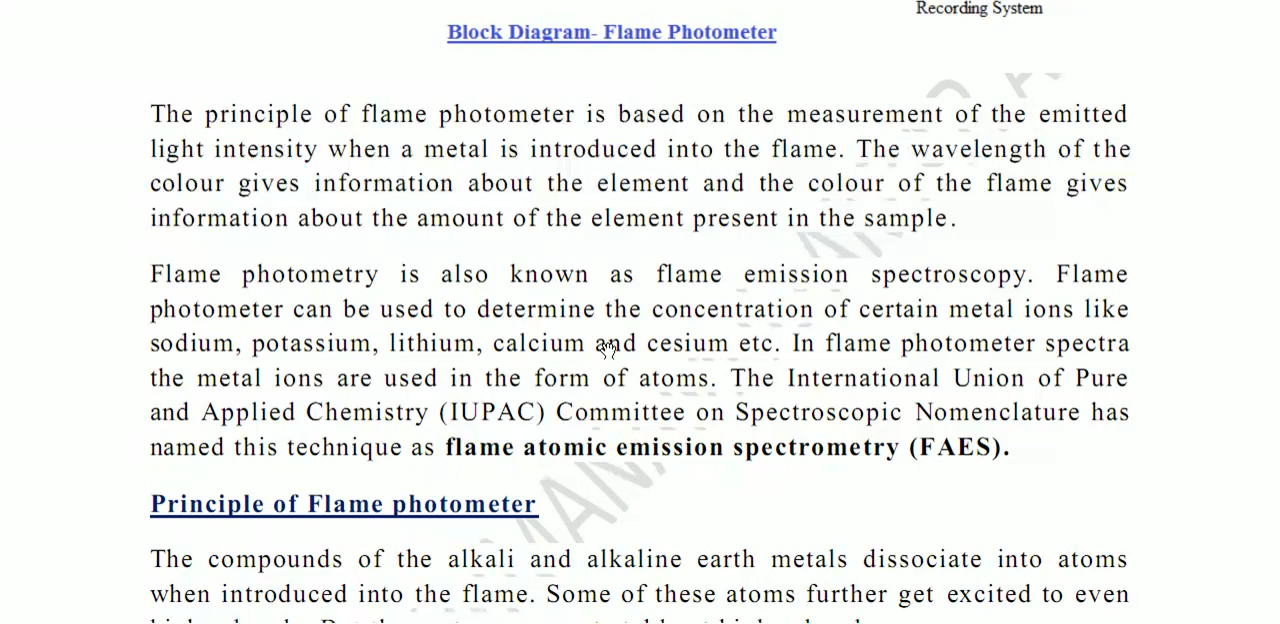 Recording System
Block Diagram- Flame Photometer
The principle of flame photometer is based on the measurement of the emitted
light intensity when a metal is introduced into the flame. The wavelength of the
colour gives information about the element and the colour of the flame gives
information about the amount of the element present in the sample.
Flame photometry is also known as flame emission spectroscopy. Flame
photometer can be used to determine the concentration of certain metal ions like
sodium, potassium, lithium, calcium and cesium etc. In flame photometer spectra
the metal ions are used in the form of atoms. The International Union of Pure
and Applied Chemistry (IUPAC) Committee on Spectroscopic Nomenclature has
named this technique as flame atomic emission spectrometry (FAES).
Principle of Flame photometer
The compounds of the alkali and alkaline earth metals dissociate into atoms
when introduced into the flame. Some of these atoms further get excited to even